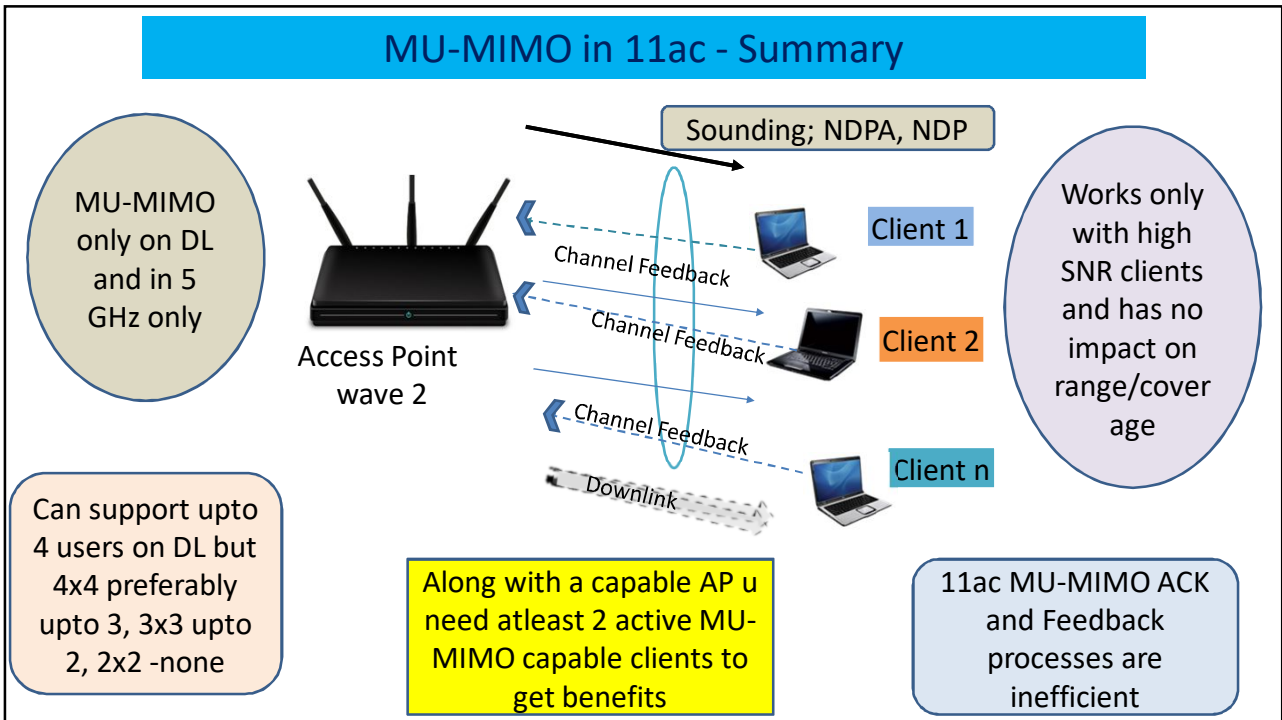 MU-MIMO in 11ac - Summary
Sounding; NDPA, NDP
MU-MIMO
only on DL
and in 5
GHz only
Access Point
wave 2
Channel Feedback
Client 1
Channel Feedback
Client 2
Channel Feedback
Client n
Downlink
Works only
with high
SNR clients
and has no
impact on
range/cover
age
Can support upto
4 users on DL but
4x4 preferably
upto 3, 3x3 upto
2, 2x2 -none
Along with a capable AP u
need atleast 2 active MU-
MIMO capable clients to
get benefits
11ac MU-MIMO ACK
and Feedback
processes are
inefficient